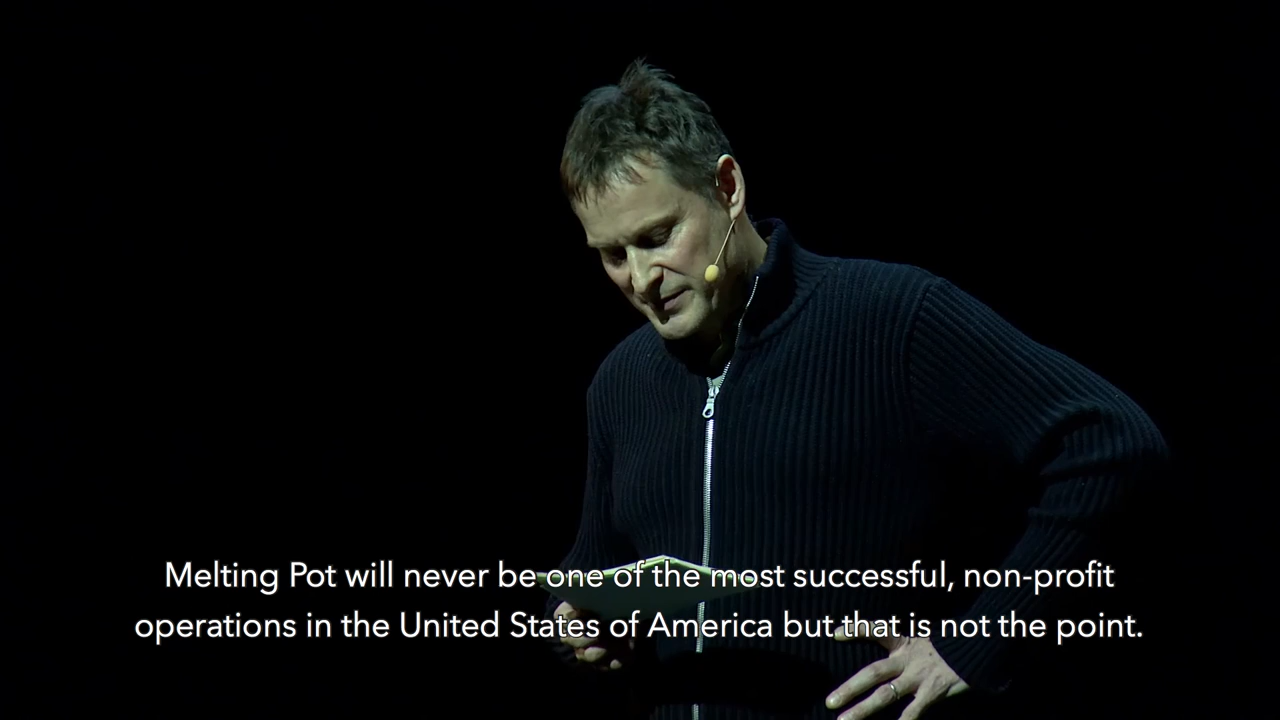 Melting Pot will never be one of the most successful, non-profit
operations in the United States of America but that is not the point.